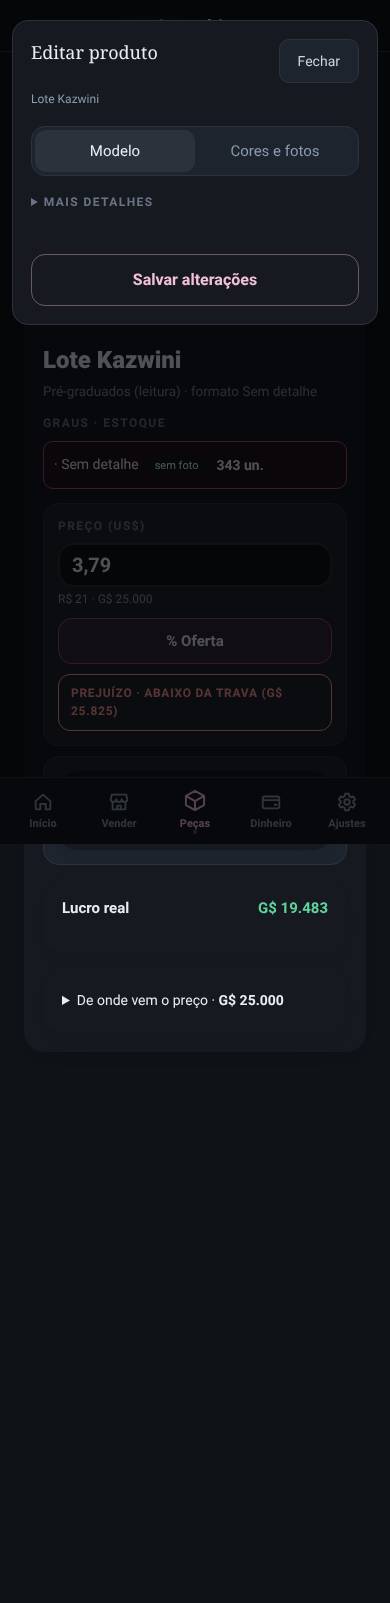 Editar produto
Fechar
Lote Kazwini
Modelo
Cores e fotos
MAIS DETALHES
Salvar alterações
Lote Kazwini
Pré-graduados (leitura) · formato Sem detalhe
GRAUS · ESTOQUE
· Sem detalhe sem foto 343 un.
PREÇO (US$)
3,79
R$ 21 · G$ 25.000
% Oferta
PREJUÍZO · ABAIXO DA TRAVA (G$
25.825)
Início
Vender
Peças
Dinheiro
Ajustes
Lucro real
G$ 19.483
De onde vem o preço · G$ 25.000